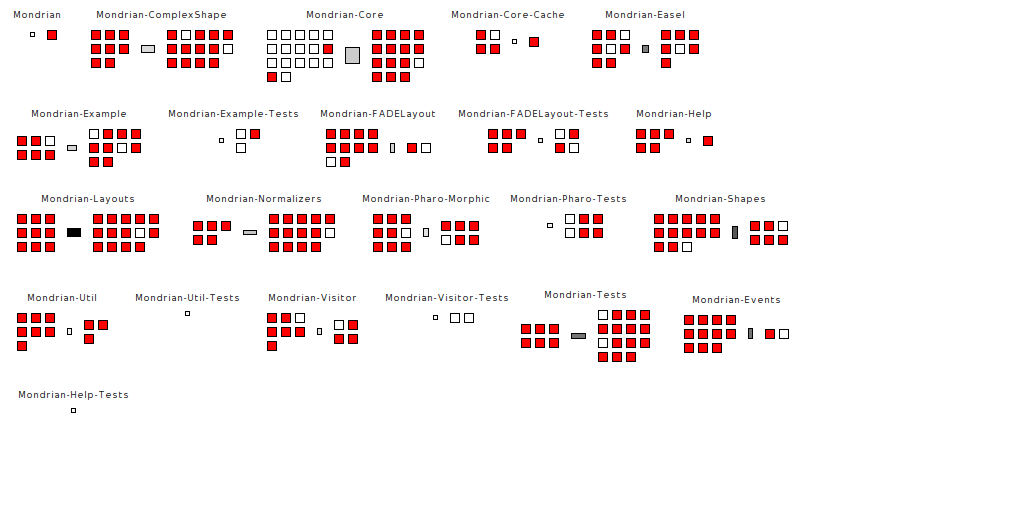 Mondrian
Mondrian-ComplexShape
Mondrian-Core
Mondrian-Core-Cache
Mondrian-Easel
Mondrian-Example
Mondrian-Example-Tests
Mondrian-FADELayout
Mondrian-FADELayout-Tests
Mondrian-Help
Mondrian-Layouts
Mondrian-Normalizers
Mondrian-Pharo-Morphic
Mondrian-Pharo-Tests
Mondrian-Shapes
Mondrian-Util
Mondrian-Util-Tests
Mondrian-Visitor
Mondrian-Visitor-Tests
Mondrian-Tests
Mondrian-Events
Mondrian-Help-Tests